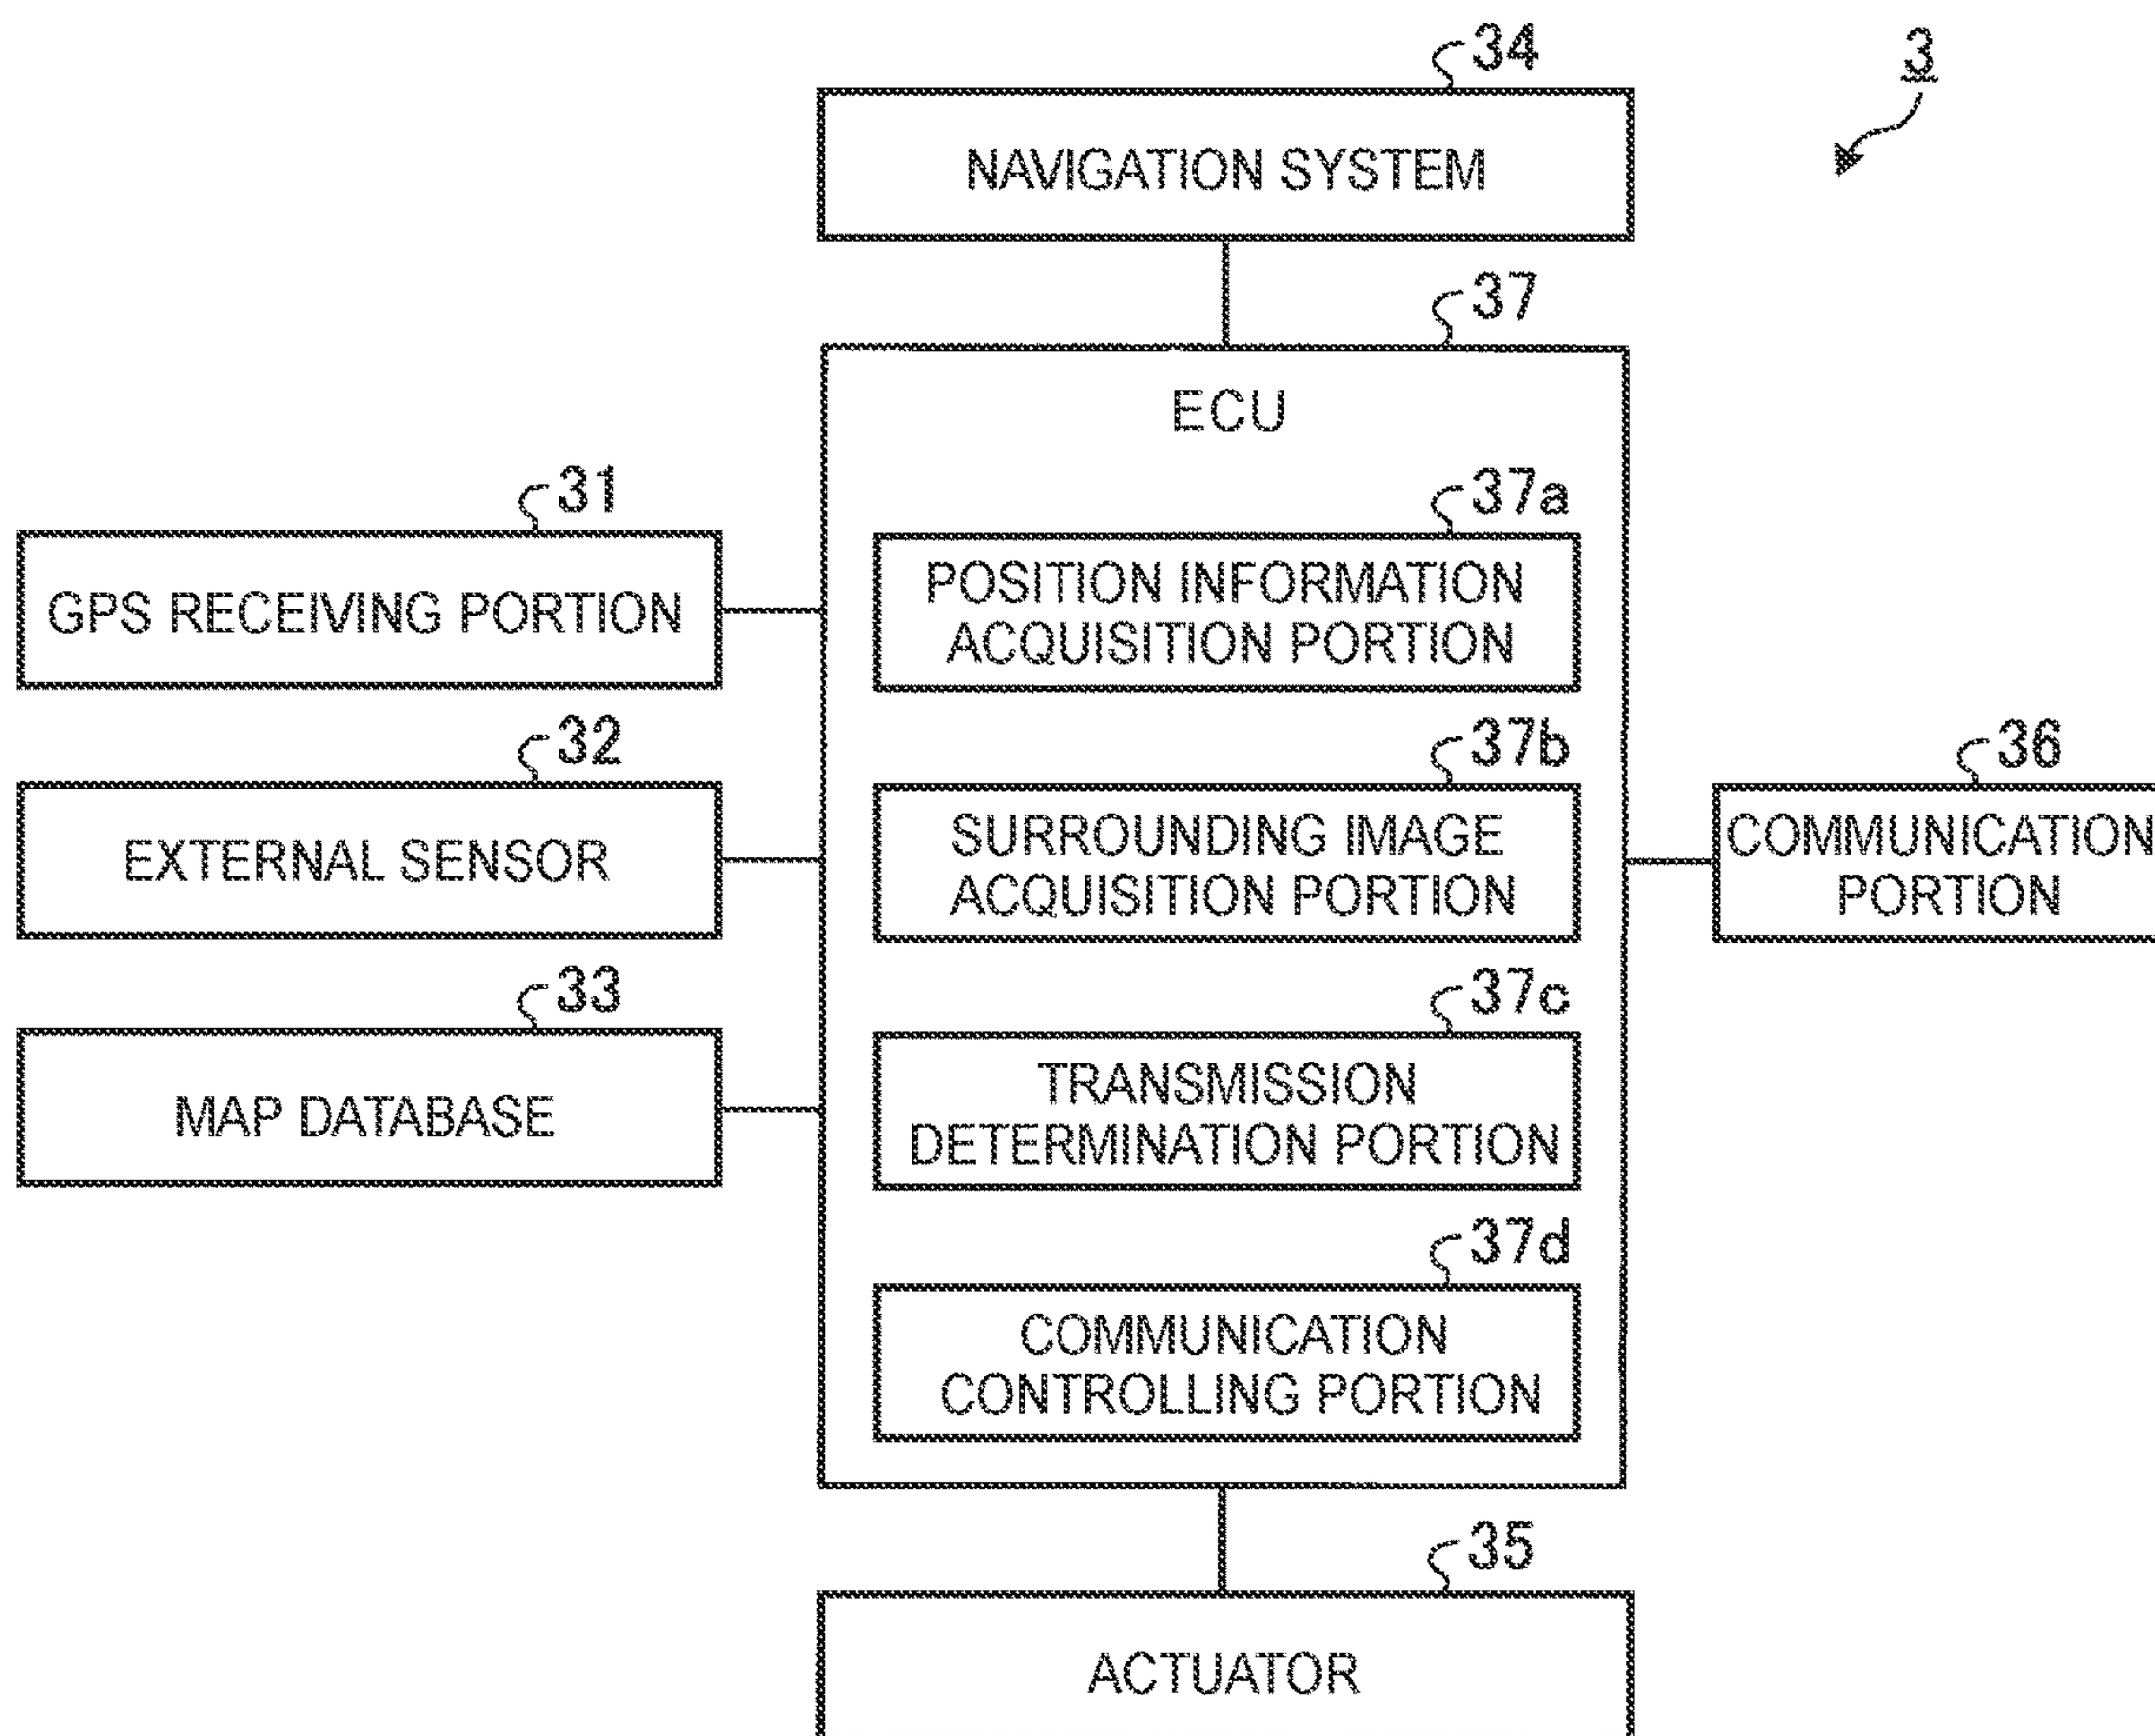 34
3
NAVIGATION SYSTEM
37
ECU
31
37a
GPS RECEIVING PORTION
POSITION INFORMATION
ACQUISITION PORTION
32
37b
36
EXTERNAL SENSOR
SURROUNDING IMAGE
ACQUISITION PORTION
COMMUNICATION
PORTION
33
37c
MAP DATABASE
TRANSMISSION
DETERMINATION PORTION
37d
COMMUNICATION
CONTROLLING PORTION
35
ACTUATOR